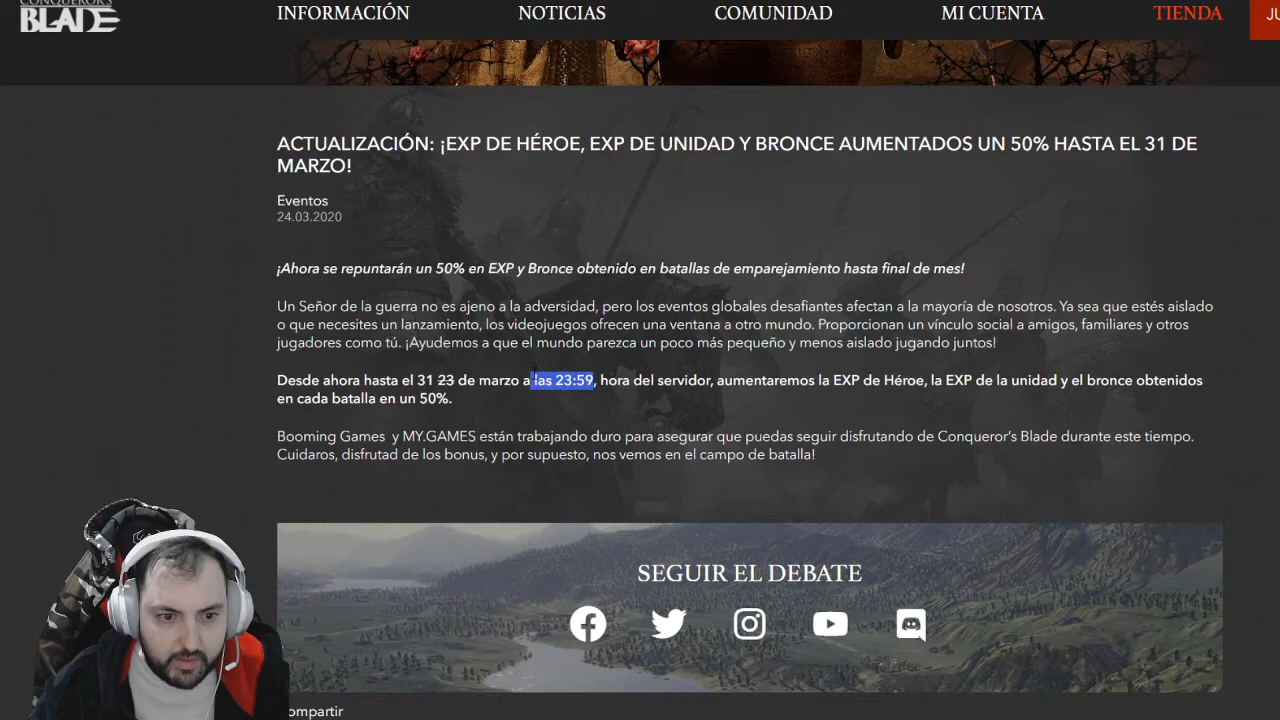 CONQUEROR'S
BLADE
INFORMACIÓN
NOTICIAS
COMUNIDAD
MI CUENTA
TIENDA
JU
ACTUALIZACIÓN: ¡EXP DE HÉROE, EXP DE UNIDAD Y BRONCE AUMENTADOS UN 50% HASTA EL 31 DE
MARZO!
Eventos
24.03.2020
¡Ahora se repuntarán un 50% en EXP y Bronce obtenido en batallas de emparejamiento hasta final de mes!
Un Señor de la guerra no es ajeno a la adversidad, pero los eventos globales desafiantes afectan a la mayoría de nosotros. Ya sea que estés aislado
o que necesites un lanzamiento, los videojuegos ofrecen una ventana a otro mundo. Proporcionan un vínculo social a amigos, familiares y otros
jugadores como tú. ¡Ayudemos a que el mundo parezca un poco más pequeño y menos aislado jugando juntos!
Desde ahora hasta el 31 23 de marzo a las 23:59, hora del servidor, aumentaremos la EXP de Héroe, la EXP de la unidad y el bronce obtenidos
en cada batalla en un 50%.
Booming Games y MY.GAMES están trabajando duro para asegurar que puedas seguir disfrutando de Conqueror's Blade durante este tiempo.
Cuidaros, disfrutad de los bonus, y por supuesto, nos vemos en el campo de batalla!
SEGUIR EL DEBATE
ompartir